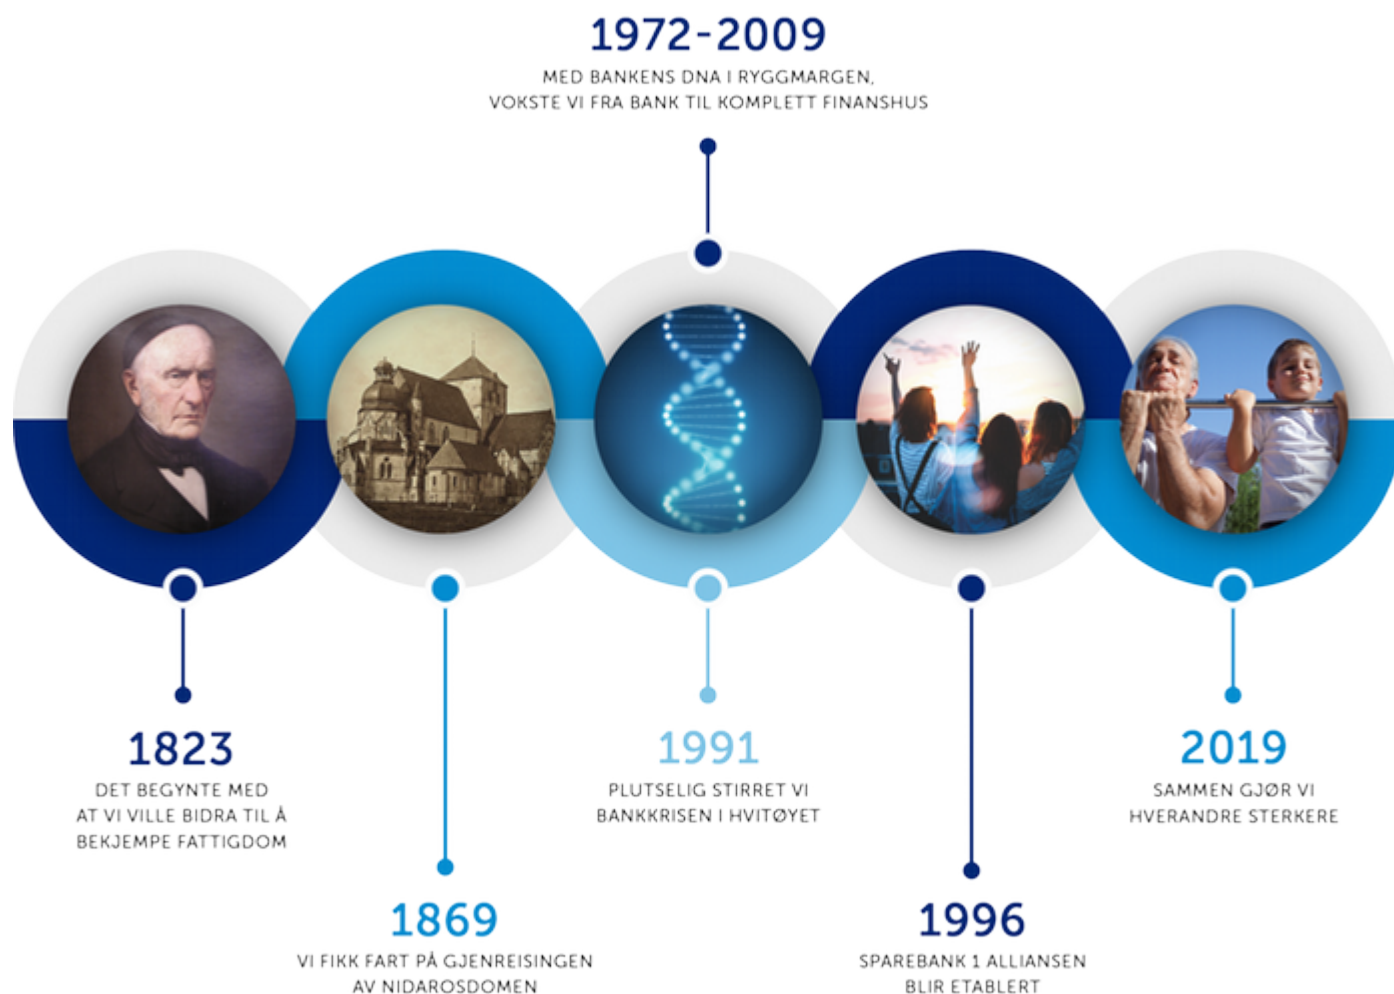 1972-2009
MED BANKENS DNA I RYGGMARGEN,
VOKSTE VI FRA BANK TIL KOMPLETT FINANSHUS
1823
DET BEGYNTE MED
AT VI VILLE BIDRA TIL Å
BEKJEMPE FATTIGDOM
1869
VI FIKK FART PÅ GJENREISINGEN
AV NIDAROSDOMEN
1991
PLUTSELIG STIRRET VI
BANKKRISEN I HVITØYET
1996
SPAREBANK 1 ALLIANSEN
BLIR ETABLERT
2019
SAMMEN GJØR VI
HVERANDRE STERKERE